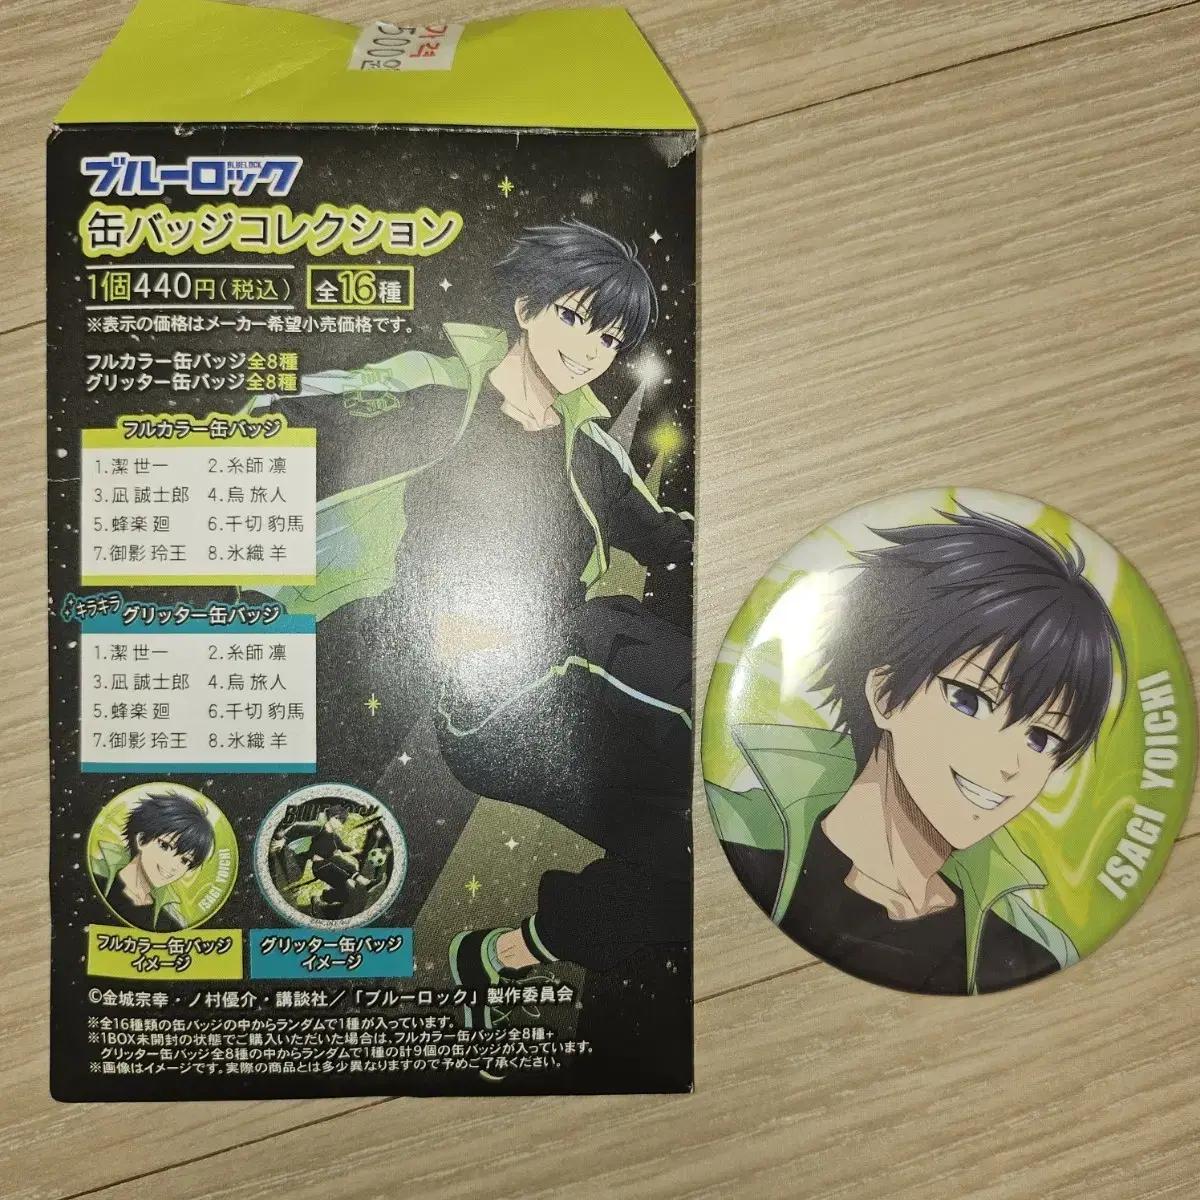 가격
500원
ブルーロック
BLUELOCK
缶バッジコレクション
1個440円(税込) 全16種
※表示の価格はメーカー希望小売価格です。
フルカラー缶バッジ全8種
グリッター缶バッジ全8種
フルカラー缶バッジ
1.潔 世一 2.糸師 凛
3.凪 誠士郎 4.烏 旅人
5.蜂楽 廻 6.千切 豹馬
7.御影 玲王 8.氷織 羊
キラキラ グリッター缶バッジ
1.潔 世一 2.糸師 凛
3.凪 誠士郎 4.烏 旅人
5.蜂楽 廻 6.千切 豹馬
7.御影 玲王 8.氷織 羊
ISAGI YOICHI
BLUELOCK
フルカラー缶バッジ
イメージ
グリッター缶バッジ
イメージ
©金城宗幸・ノ村優介・講談社/「ブルーロック」製作委員会
※全16種類の缶バッジの中からランダムで1種が入っています。
※1BOX未開封の状態でご購入いただいた場合は、フルカラー缶バッジ全8種+
グリッター缶バッジ全8種の中からランダムで1種の計9個の缶バッジが入っています。
※画像はイメージです。実際の商品とは多少異なりますので予めご了承ください。
ISAGI YOICHI